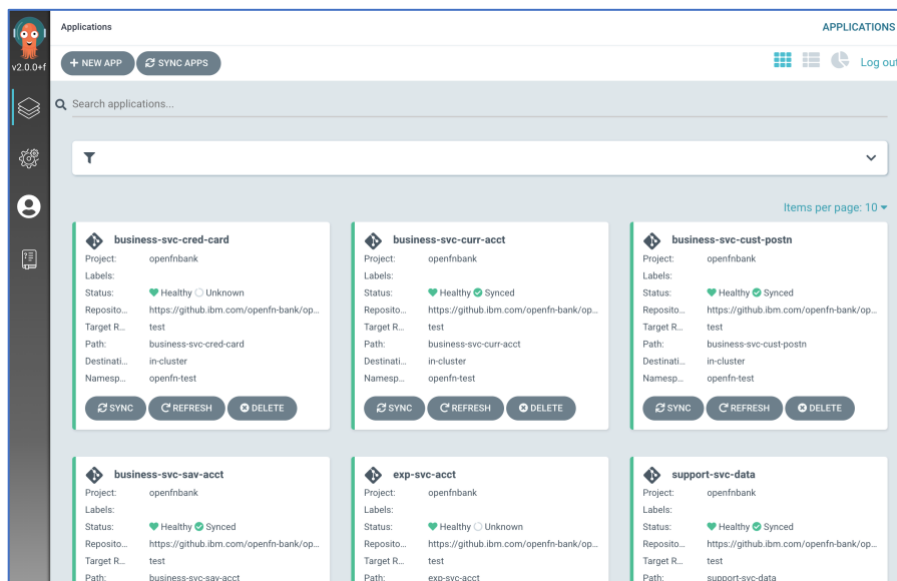 Applications
APPLICATIONS
v2.0.0+f
+ NEW APP
SYNC APPS
Log out
Search applications...
Items per page: 10
business-svc-cred-card
Project: openfnbank
Labels:
Status: Healthy Unknown
Reposito... https://github.ibm.com/openfn-bank/op...
Target R... test
Path: business-svc-cred-card
Destinati... in-cluster
Namesp... openfn-test
SYNC REFRESH DELETE
business-svc-curr-acct
Project: openfnbank
Labels:
Status: Healthy Synced
Reposito... https://github.ibm.com/openfn-bank/op...
Target R... test
Path: business-svc-curr-acct
Destinati... in-cluster
Namesp... openfn-test
SYNC REFRESH DELETE
business-svc-cust-postn
Project: openfnbank
Labels:
Status: Healthy Synced
Reposito... https://github.ibm.com/openfn-bank/op...
Target R... test
Path: business-svc-cust-postn
Destinati... in-cluster
Namesp... openfn-test
SYNC REFRESH DELETE
business-svc-sav-acct
Project: openfnbank
Labels:
Status: Healthy Synced
Reposito... https://github.ibm.com/openfn-bank/op...
Target R... test
Path: business-svc-sav-acct
exp-svc-acct
Project: openfnbank
Labels:
Status: Healthy Unknown
Reposito... https://github.ibm.com/openfn-bank/op...
Target R... test
Path: exp-svc-acct
support-svc-data
Project: openfnbank
Labels:
Status: Healthy Synced
Reposito... https://github.ibm.com/openfn-bank/op...
Target R... test
Path: support-svc-data